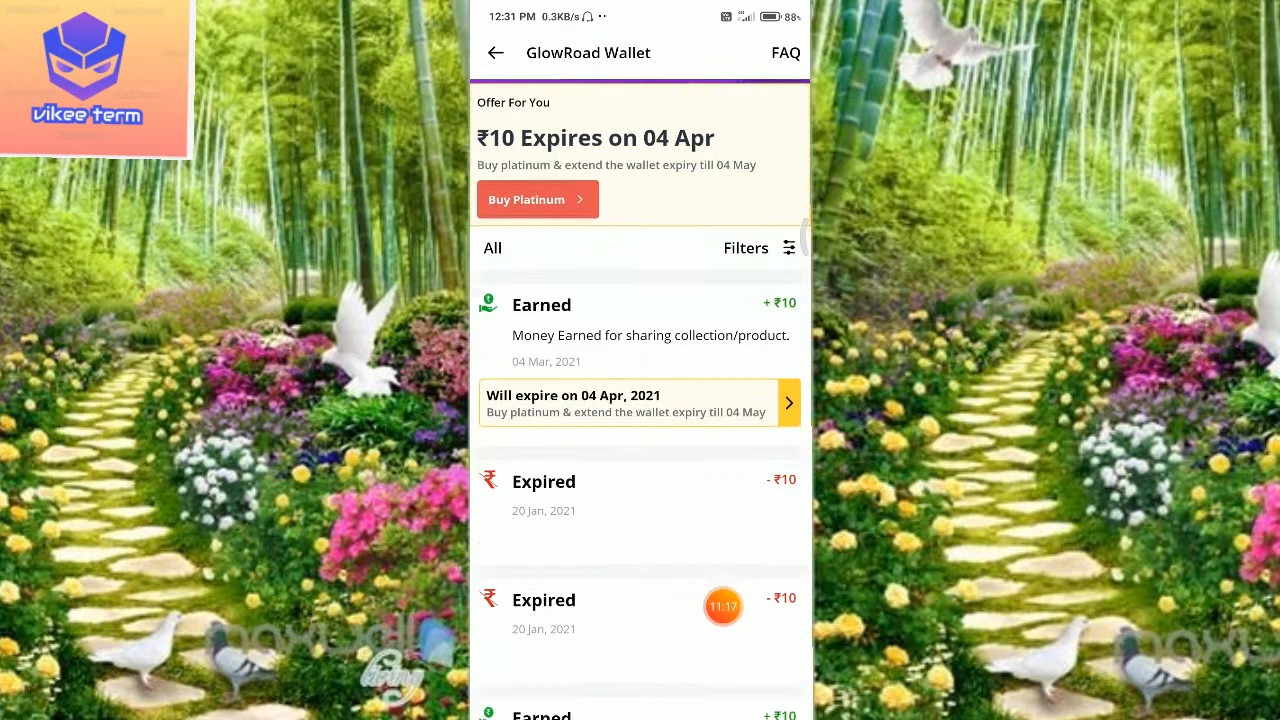 vikee term
12:31 PM 0.3KB/s
88%
GlowRoad Wallet
FAQ
Offer For You
₹10 Expires on 04 Apr
Buy platinum & extend the wallet expiry till 04 May
Buy Platinum
All
Filters
Earned
+ ₹10
Money Earned for sharing collection/product.
04 Mar, 2021
Will expire on 04 Apr, 2021
Buy platinum & extend the wallet expiry till 04 May
Expired
- ₹10
20 Jan, 2021
Expired
11:17
- ₹10
20 Jan, 2021
Earned
+ ₹10